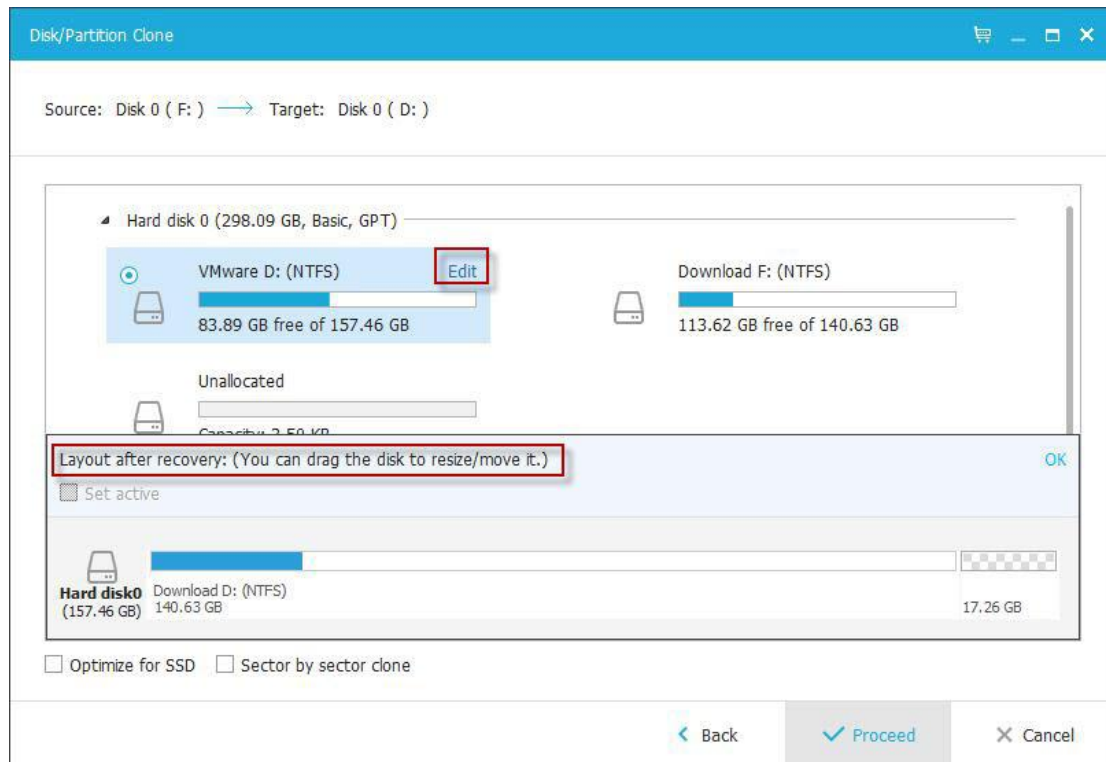 Disk/Partition Clone
Source: Disk 0 ( F: ) Target: Disk 0 ( D: )
Hard disk 0 (298.09 GB, Basic, GPT)
VMware D: (NTFS) Edit
83.89 GB free of 157.46 GB
Download F: (NTFS)
113.62 GB free of 140.63 GB
Unallocated
Capacity: 3.50 KB
Layout after recovery: (You can drag the disk to resize/move it.) OK
Set active
Hard disk0
(157.46 GB)
Download D: (NTFS)
140.63 GB
17.26 GB
Optimize for SSD Sector by sector clone
Back Proceed Cancel